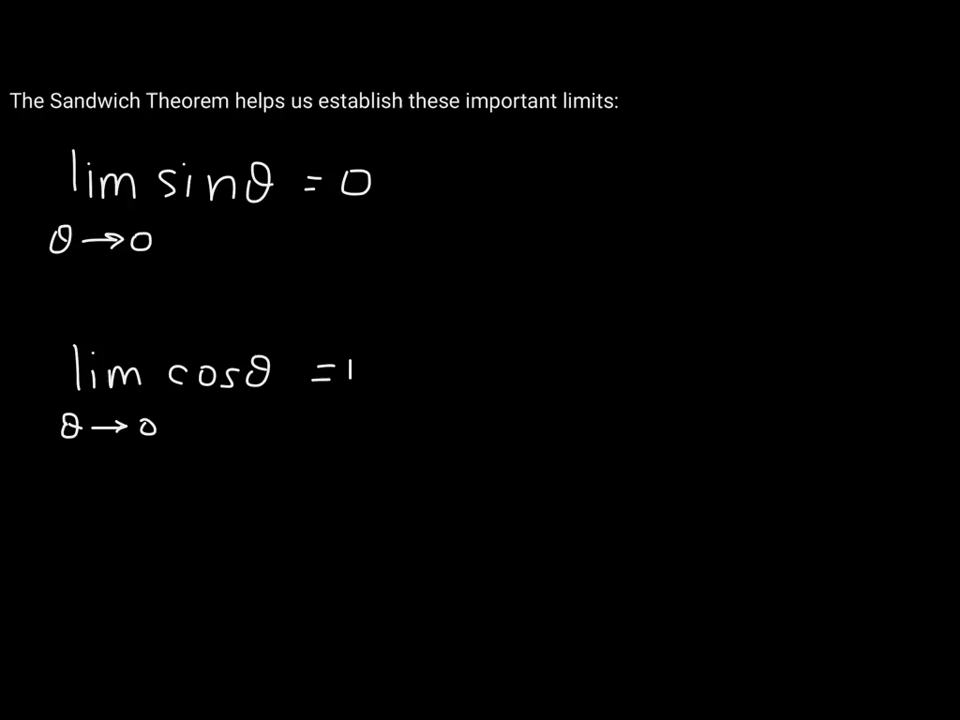 The Sandwich Theorem helps us establish these important limits:
lim sinθ = 0
θ → 0
lim cosθ = 1
θ → 0